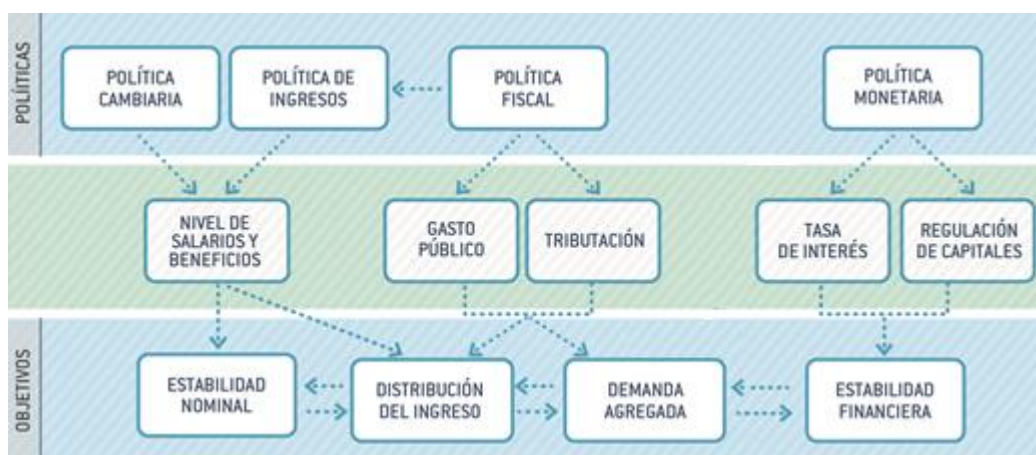 POLÍITICAS
POLÍTICA
CAMBIARIA
POLÍTICA DE
INGRESOS
POLÍTICA
FISCAL
POLÍTICA
MONETARIA
NIVEL DE
SALARIOS Y
BENEFICIOS
GASTO
PÚBLICO
TRIBUTACIÓN
TASA
DE INTERÉS
REGULACIÓN
DE CAPITALES
OBJETIVOS
ESTABILIDAD
NOMINAL
DISTRIBUCIÓN
DEL INGRESO
DEMANDA
AGREGADA
ESTABILIDAD
FINANCIERA